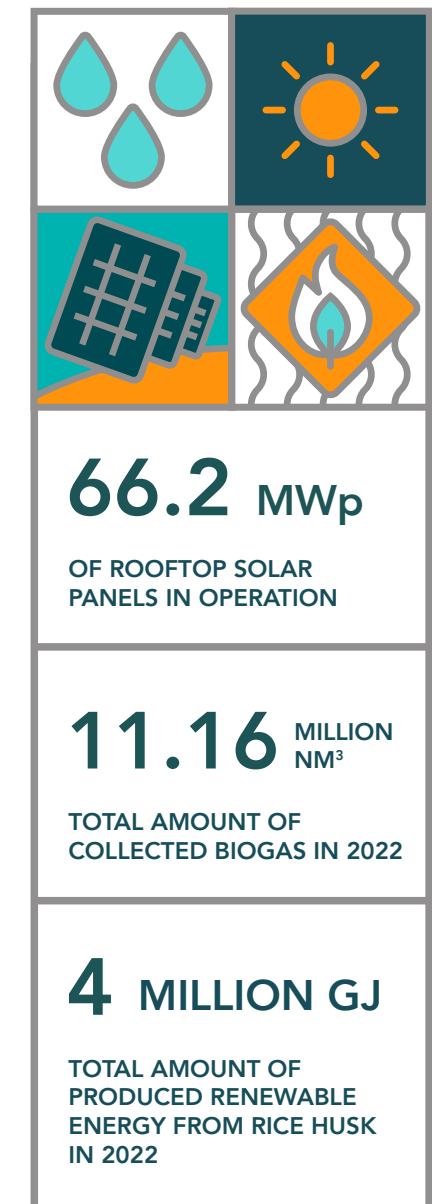 66.2 MWp
OF ROOFTOP SOLAR
PANELS IN OPERATION
11.16 MILLION
NM³
TOTAL AMOUNT OF
COLLECTED BIOGAS IN 2022
4 MILLION GJ
TOTAL AMOUNT OF
PRODUCED RENEWABLE
ENERGY FROM RICE HUSK
IN 2022